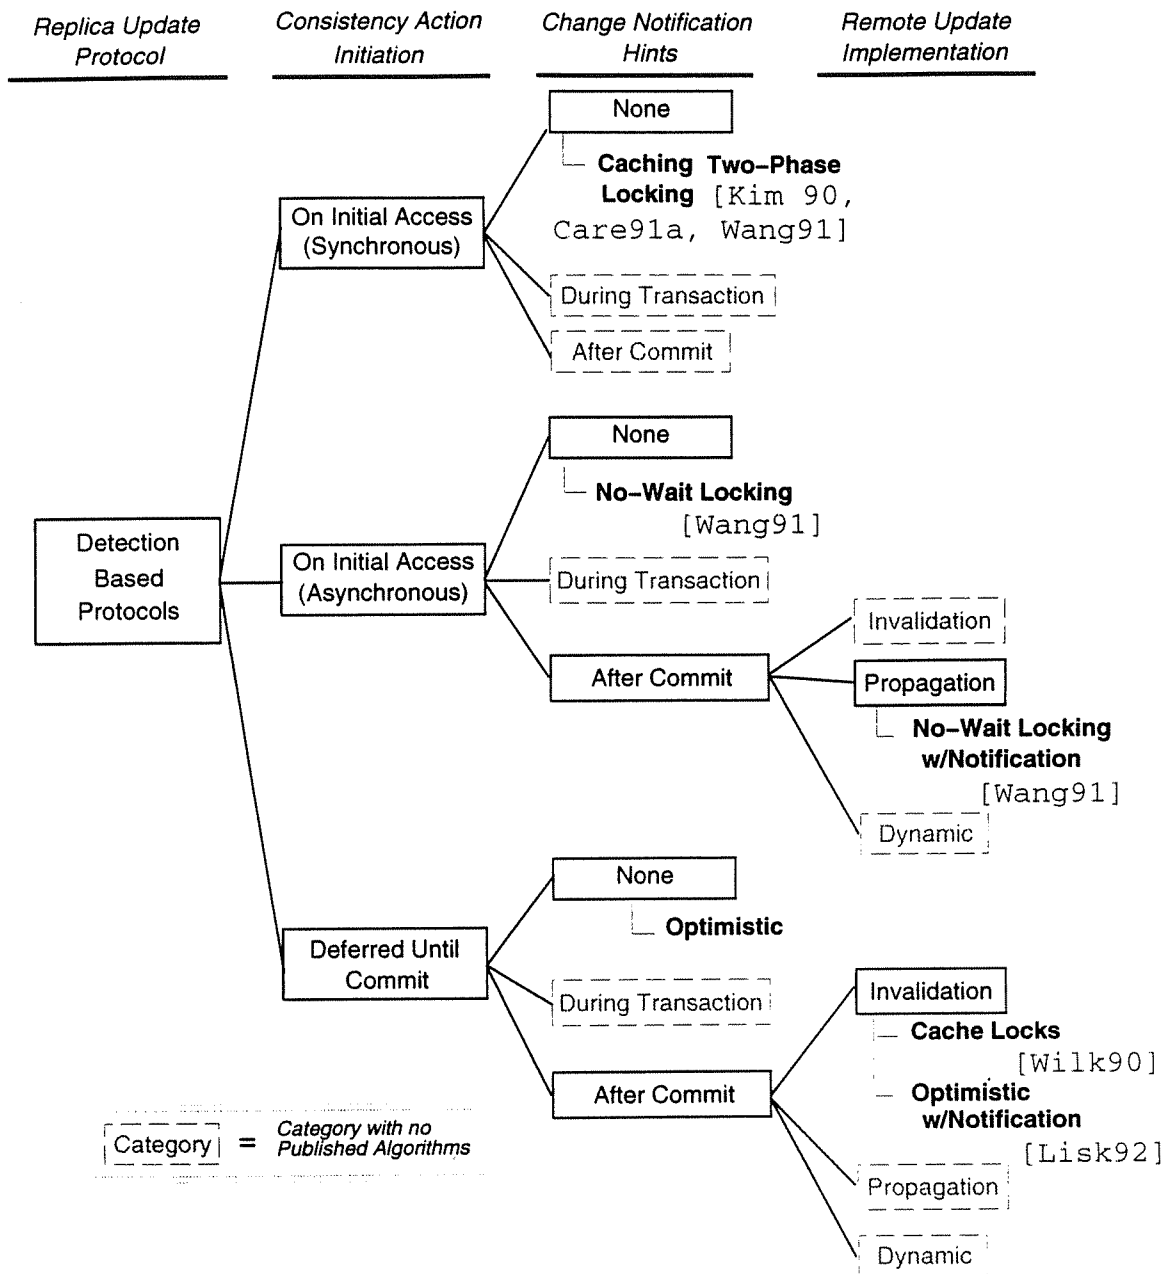 Replica Update
Protocol
Consistency Action
Initiation
Change Notification
Hints
Remote Update
Implementation
None
Caching Two-Phase
Locking [Kim 90,
Care91a, Wang91]
On Initial Access
(Synchronous)
During Transaction
After Commit
None
No-Wait Locking
[Wang91]
Detection
Based
Protocols
On Initial Access
(Asynchronous)
During Transaction
After Commit
Invalidation
Propagation
No-Wait Locking
w/Notification
[Wang91]
Dynamic
None
Optimistic
Deferred Until
Commit
During Transaction
After Commit
Invalidation
Cache Locks
[Wilk90]
Optimistic
w/Notification
[Lisk92]
Propagation
Dynamic
Category = Category with no
Published Algorithms